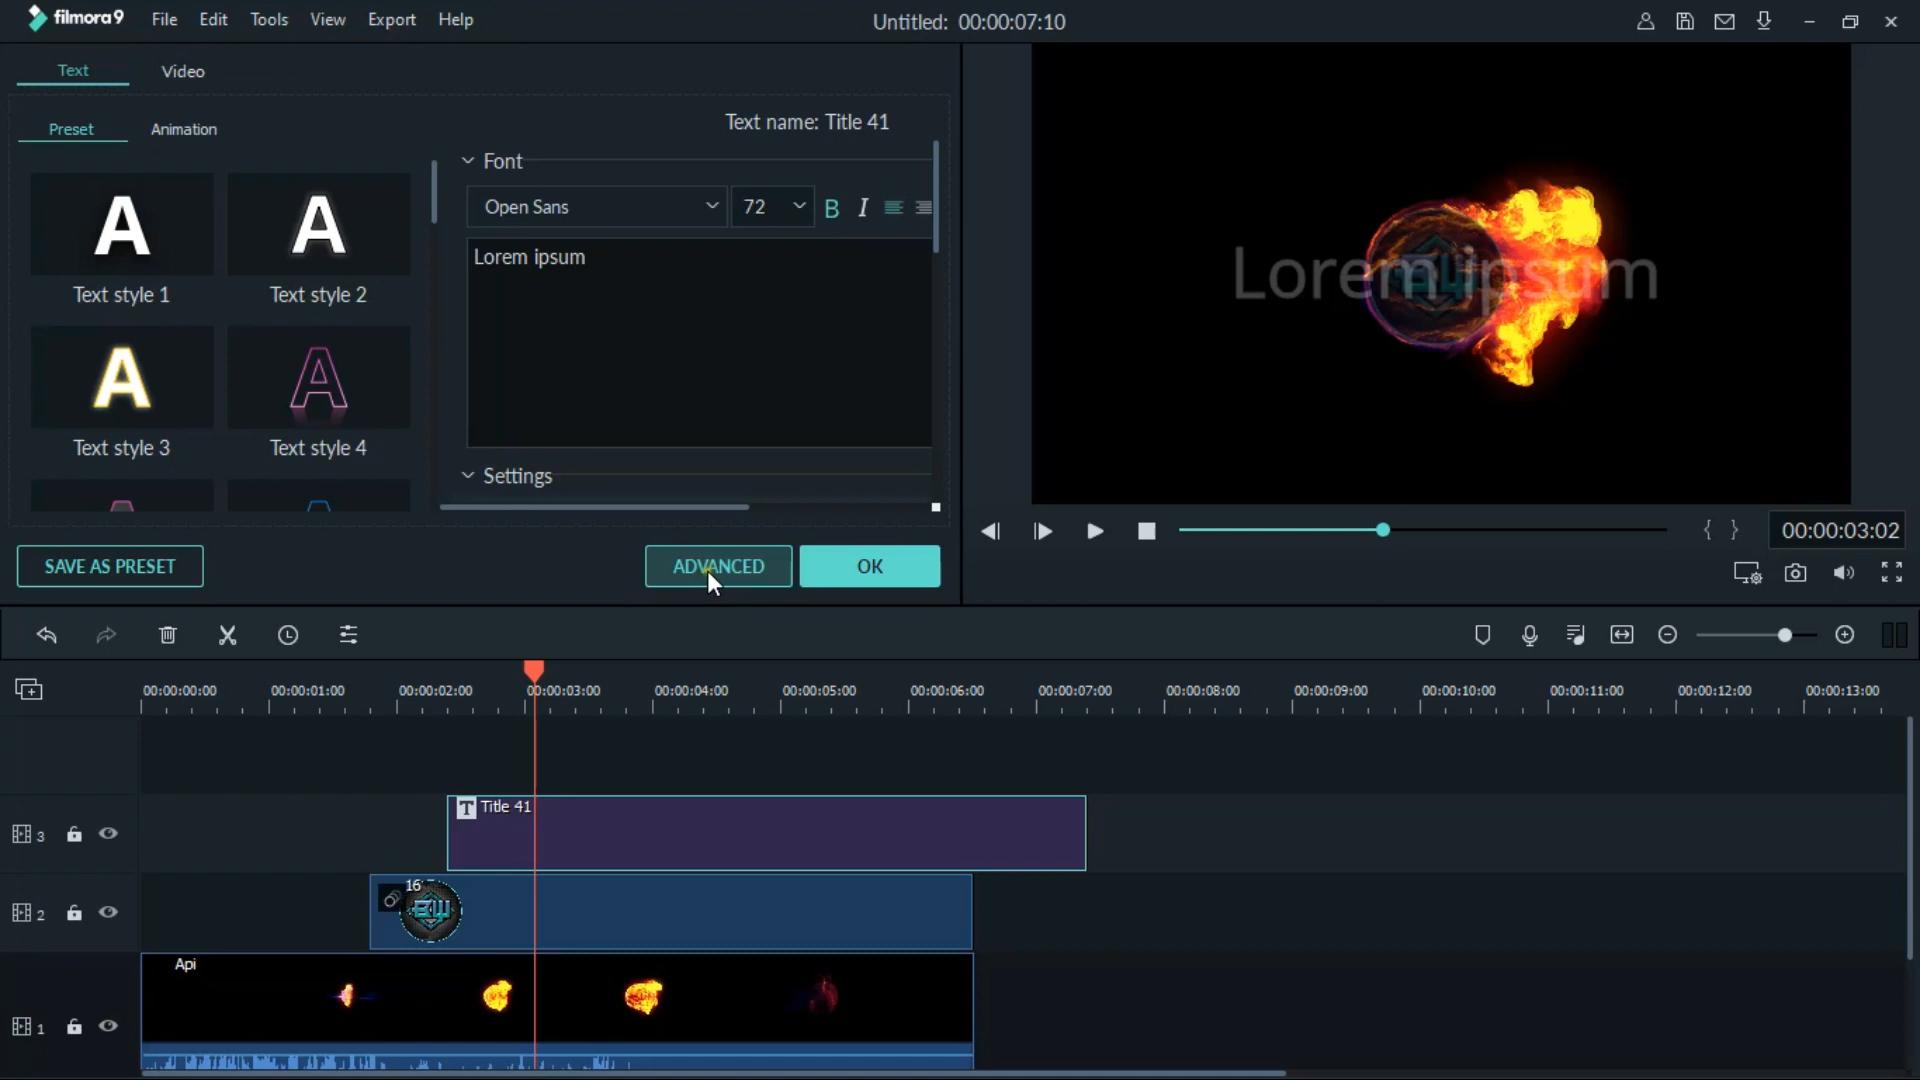 filmora9 File Edit Tools View Export Help Untitled: 00:00:07:10
Text Video
Preset Animation Text name: Title 41
Font
Open Sans 72 B I
Lorem ipsum
A A
Text style 1 Text style 2
A A
Text style 3 Text style 4
Settings
Lorem ipsum
{ } 00:00:03:02
SAVE AS PRESET ADVANCED OK
00:00:00:00 00:00:01:00 00:00:02:00 00:00:03:00 00:00:04:00 00:00:05:00 00:00:06:00 00:00:07:00 00:00:08:00 00:00:09:00 00:00:10:00 00:00:11:00 00:00:12:00 00:00:13:00
3 T Title 41
2 16 BW
Api
1